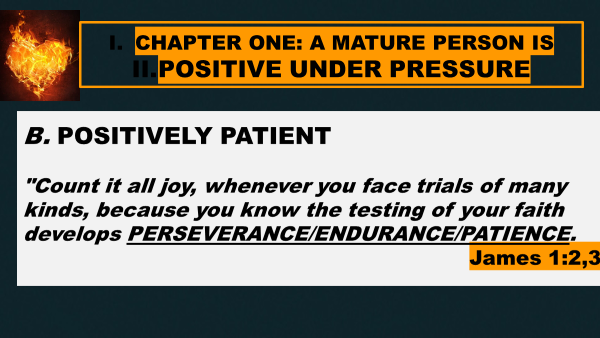 I. CHAPTER ONE: A MATURE PERSON IS
II.POSITIVE UNDER PRESSURE
B. POSITIVELY PATIENT
"Count it all joy, whenever you face trials of many
kinds, because you know the testing of your faith
develops PERSEVERANCE/ENDURANCE/PATIENCE.
James 1:2,3